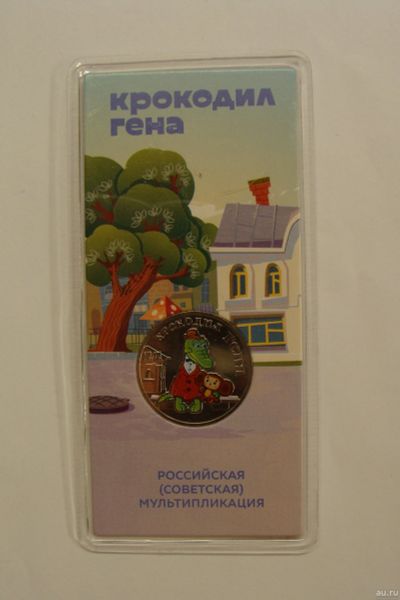 крокодил
гена
КРОКОДИЛ ГЕНА
РОССИЙСКАЯ
(СОВЕТСКАЯ)
МУЛЬТИПЛИКАЦИЯ
au.ru